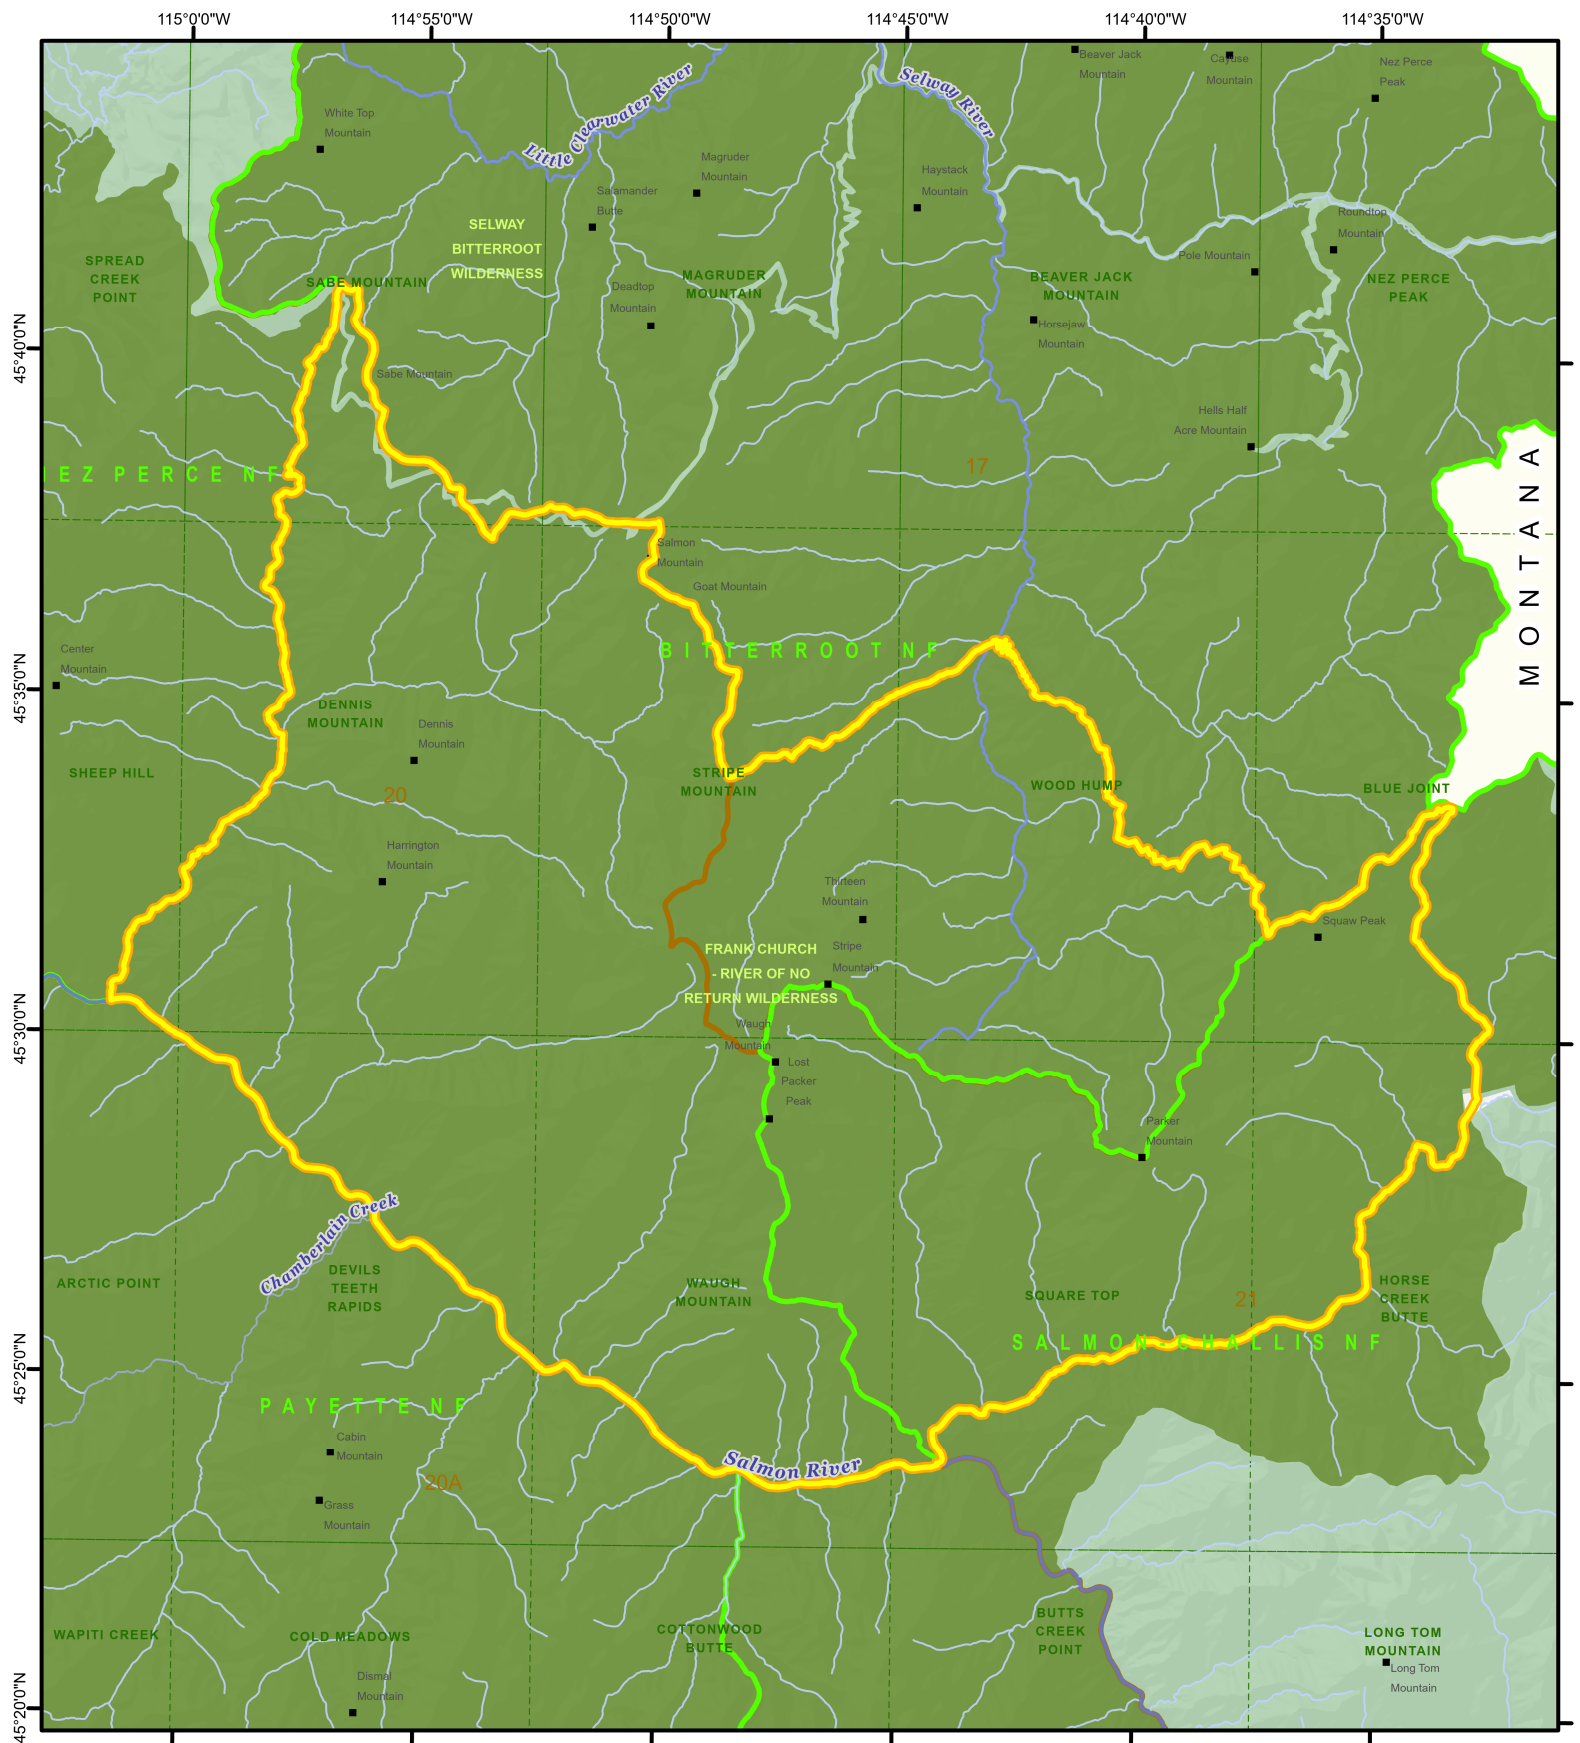 115°0'0"W
114°55'0"W
114°50'0"W
114°45'0"W
114°40'0"W
114°35'0"W
Beaver Jack
Mountain
Cayuse
Mountain
Nez Perce
Peak
Little Clearwater River
Selway River
White Top
Mountain
Magruder
Mountain
Haystack
Mountain
Salamander
Butte
Roundtop
Mountain
SELWAY
BITTERROOT
WILDERNESS
Pole Mountain
SPREAD
CREEK
POINT
SABE MOUNTAIN
MAGRUDER
MOUNTAIN
BEAVER JACK
MOUNTAIN
NEZ PERCE
PEAK
Deadtop
Mountain
Horsejaw
Mountain
45°40'0"N
Sabe Mountain
Hells Half
Acre Mountain
17
NEZ PERCE NF
MONTANA
Salmon
Mountain
Goat Mountain
BITTERROOT NF
Center
Mountain
45°35'0"N
DENNIS
MOUNTAIN
Dennis
Mountain
SHEEP HILL
20
STRIPE
MOUNTAIN
WOOD HUMP
BLUE JOINT
Harrington
Mountain
Thirteen
Mountain
Squaw Peak
Stripe
Mountain
FRANK CHURCH
- RIVER OF NO
RETURN WILDERNESS
45°30'0"N
Waugh
Mountain
Lost
Packer
Peak
Parker
Mountain
Chamberlain Creek
ARCTIC POINT
DEVILS
TEETH
RAPIDS
WAUGH
MOUNTAIN
SQUARE TOP
21
HORSE
CREEK
BUTTE
SALMON-CHALLIS NF
45°25'0"N
PAYETTE NF
Cabin
Mountain
20A
Salmon River
Grass
Mountain
WAPITI CREEK
COLD MEADOWS
COTTONWOOD
BUTTE
BUTTS
CREEK
POINT
LONG TOM
MOUNTAIN
Long Tom
Mountain
Dismal
Mountain
45°20'0"N